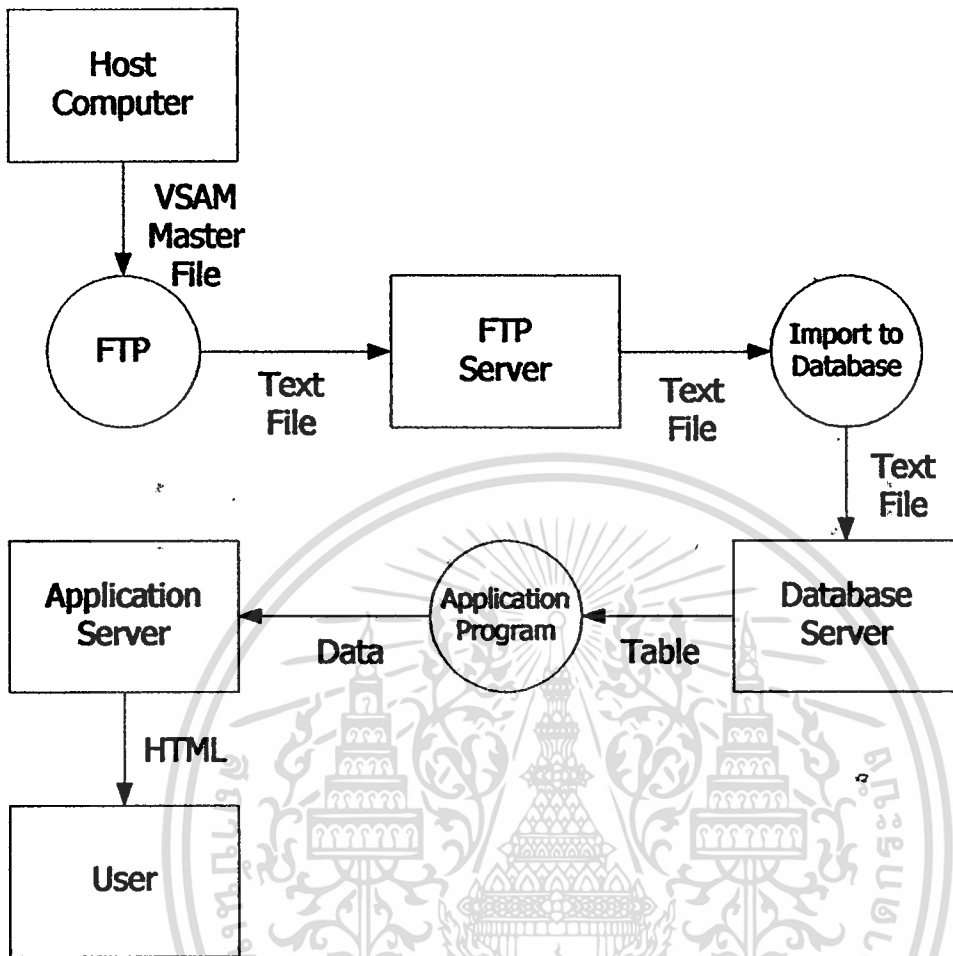 Host
Computer
VSAM
Master
File
FTP
Text
File
FTP
Server
Text
File
Import to
Database
Text
File
Database
Server
Table
Application
Program
Data
Application
Server
HTML
User